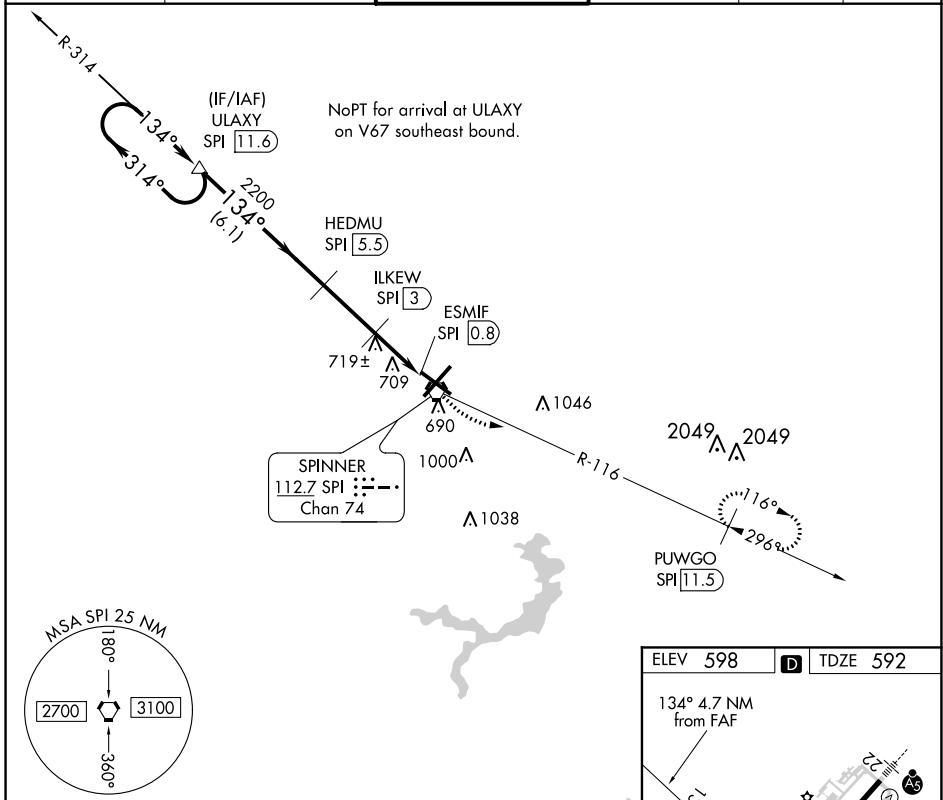 R-314
134°
314°
(IF/IAF)
ULAXY
SPI 11.6
NoPT for arrival at ULAXY
on V67 southeast bound.
2200
134°
(6.1)
HEDMU
SPI 5.5
ILKEW
SPI 3
ESMIF
SPI 0.8
719±
709
690
1046
2049
2049
1000
R-116
SPINNER
112.7 SPI
Chan 74
1038
116°
296°
PUWGO
SPI 11.5
MSA SPI 25 NM
180°
2700
3100
360°
ELEV 598
D
TDZE 592
134° 4.7 NM
from FAF
22
A5